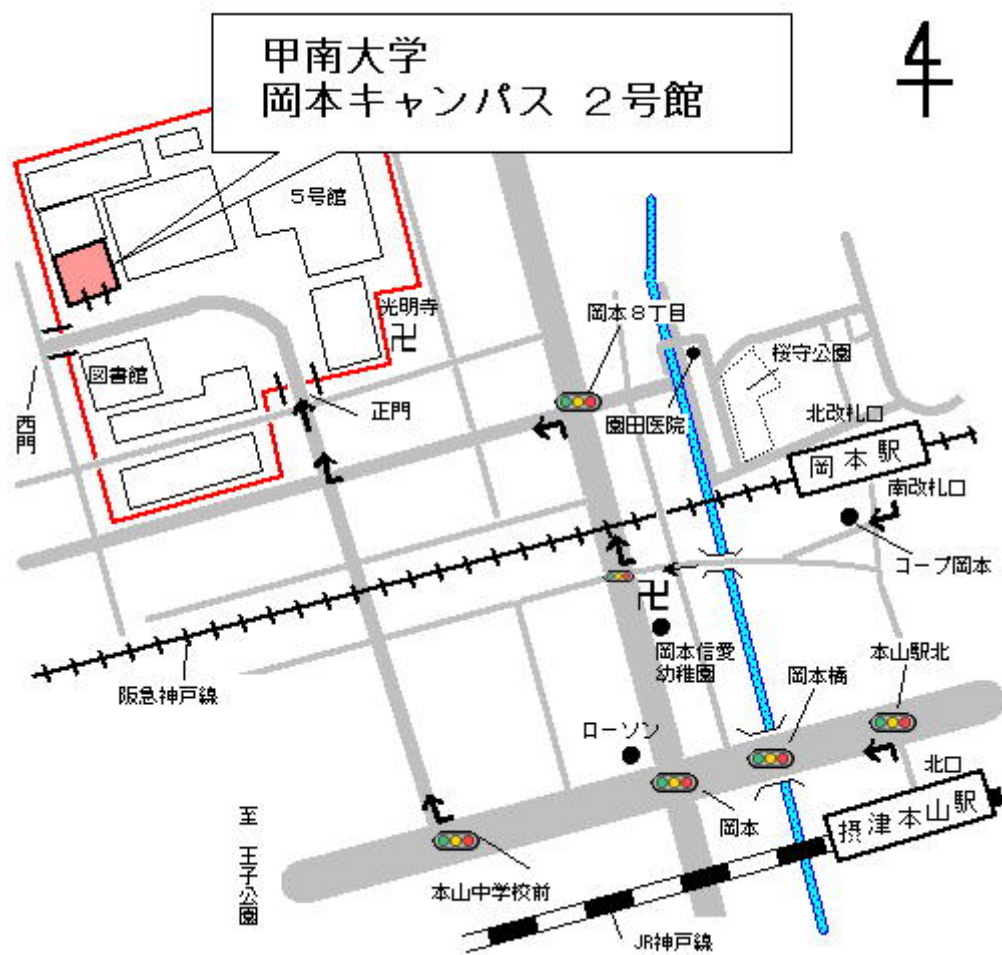 甲南大学
岡本キャンパス 2号館
5号館
光明寺
岡本8丁目
桜守公園
図書館
正門
園田医院
北改札口
西門
岡本駅
南改札口
コープ岡本
岡本信愛
幼稚園
阪急神戸線
岡本橋
本山駅北
ローソン
北口
岡本
摂津本山駅
至 王子公園
本山中学校前
JR神戸線